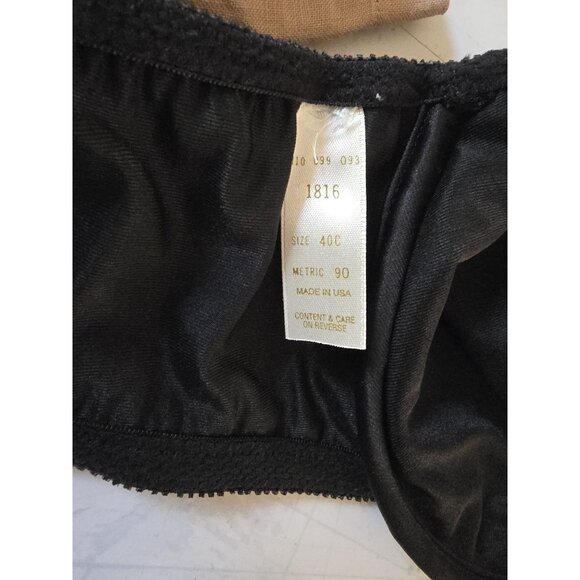 10 099 093
1816
SIZE 40C
METRIC 90
MADE IN USA
CONTENT & CARE
ON REVERSE